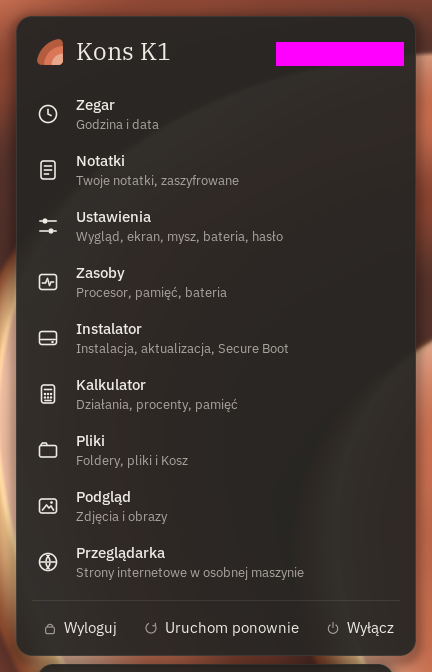 Kons K1
Zegar
Godzina i data
Notatki
Twoje notatki, zaszyfrowane
Ustawienia
Wygląd, ekran, mysz, bateria, hasło
Zasoby
Procesor, pamięć, bateria
Instalator
Instalacja, aktualizacja, Secure Boot
Kalkulator
Działania, procenty, pamięć
Pliki
Foldery, pliki i Kosz
Podgląd
Zdjęcia i obrazy
Przeglądarka
Strony internetowe w osobnej maszynie
Wyloguj Uruchom ponownie Wyłącz